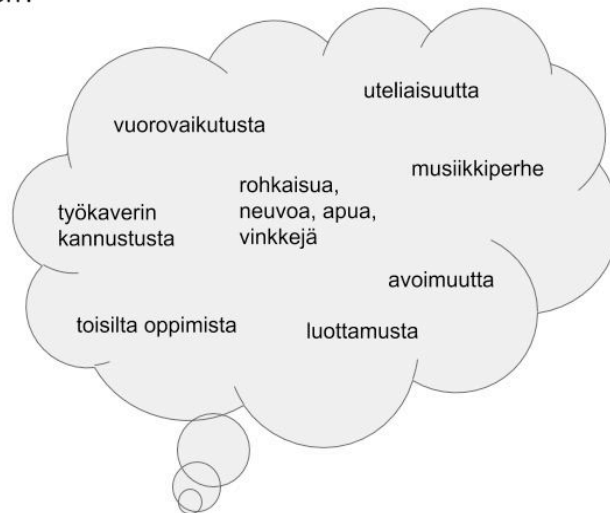 uteliaisuutta
vuorovaikutusta
musiikkiperhe
rohkaisua,
neuvoa, apua,
vinkkejä
työkaverin
kannustusta
avoimuutta
toisilta oppimista
luottamusta